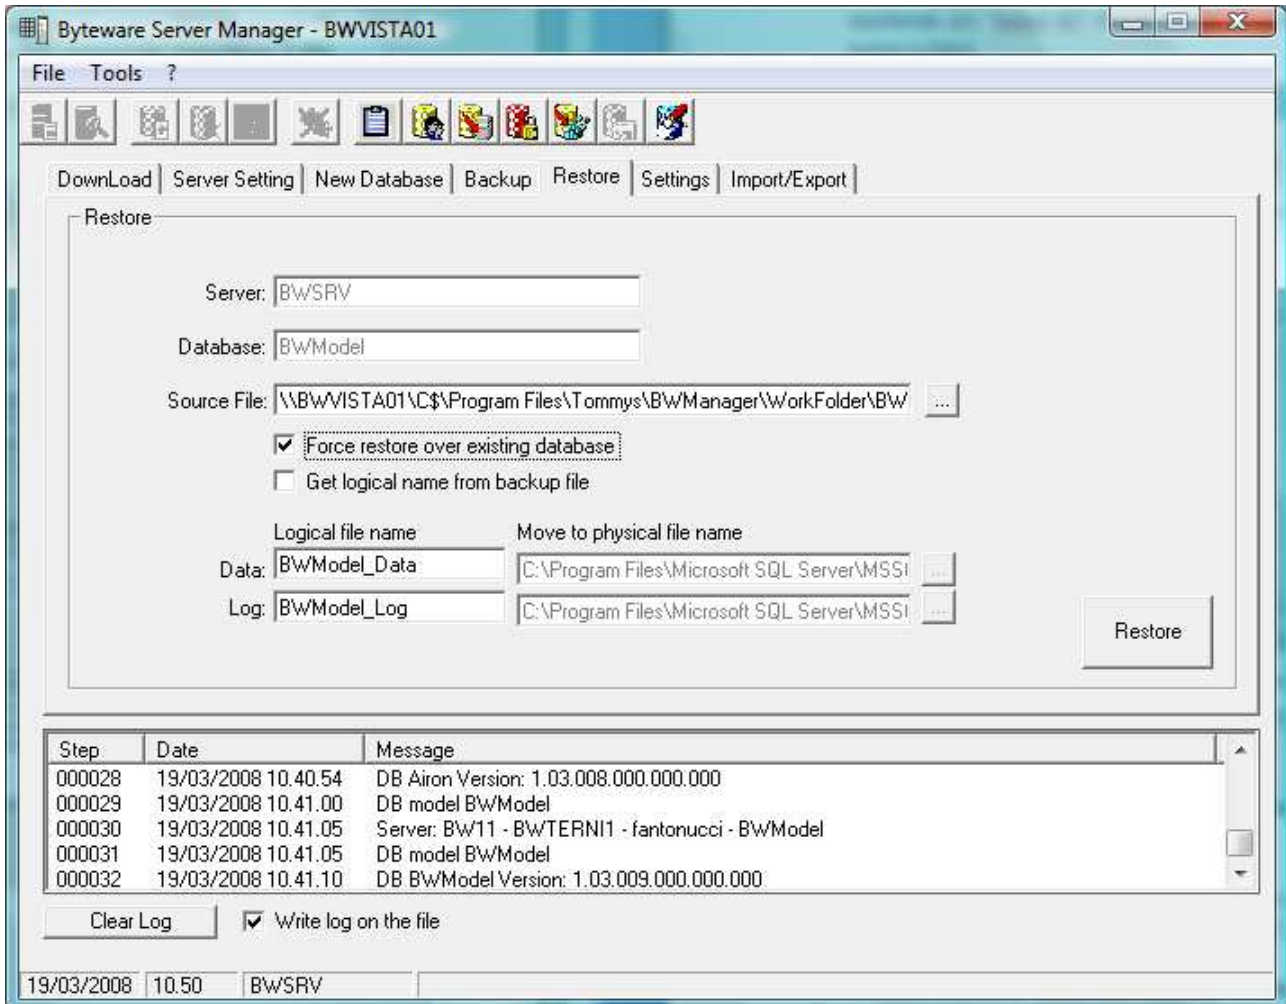 Byteware Server Manager - BWVISTA01
File Tools ?
DownLoad Server Setting New Database Backup Restore Settings Import/Export
Restore
Server: BWSRV
Database: BWModel
Source File: \\BWVISTA01\C$\Program Files\Tommys\BWManager\WorkFolder\BW ...
Force restore over existing database
Get logical name from backup file
Logical file name Move to physical file name
Data: BWModel_Data C:\Program Files\Microsoft SQL Server\MSS ...
Log: BWModel_Log C:\Program Files\Microsoft SQL Server\MSS ...
Restore
Step Date Message
000028 19/03/2008 10.40.54 DB Airon Version: 1.03.008.000.000.000
000029 19/03/2008 10.41.00 DB model BWModel
000030 19/03/2008 10.41.05 Server: BW11 - BWTERNI1 - fantonucci - BWModel
000031 19/03/2008 10.41.05 DB model BWModel
000032 19/03/2008 10.41.10 DB BWModel Version: 1.03.009.000.000.000
Clear Log Write log on the file
19/03/2008 10.50 BWSRV